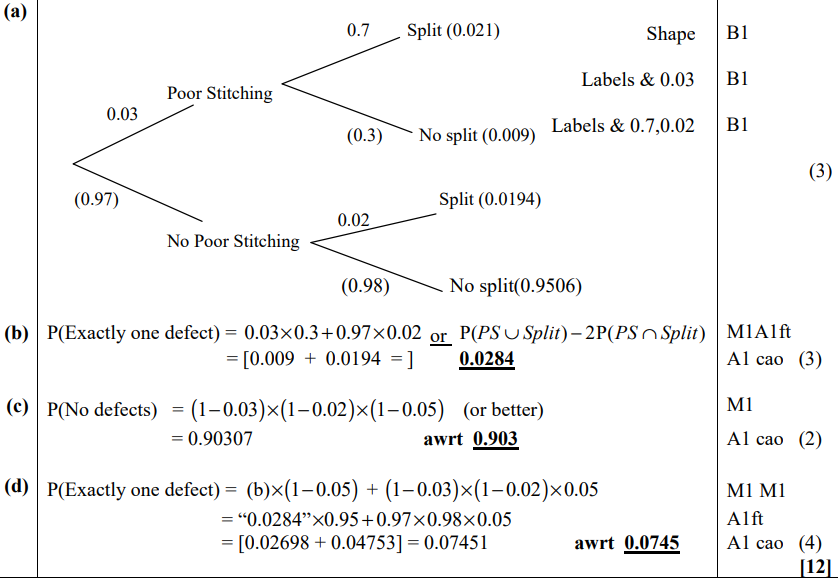 (a)
0.7 Split (0.021) Shape B1
Labels & 0.03 B1
Poor Stitching
0.03
(0.3) No split (0.009) Labels & 0.7,0.02 B1
(3)
(0.97) Split (0.0194)
0.02
No Poor Stitching
(0.98) No split(0.9506)
(b) P(Exactly one defect) = 0.03×0.3+0.97×0.02 or P(PS ∪ Split) − 2P(PS ∩ Split) M1A1ft
= [0.009 + 0.0194 = ] 0.0284 A1 cao (3)
(c) P(No defects) = (1−0.03)×(1−0.02)×(1−0.05) (or better) M1
= 0.90307 awrt 0.903 A1 cao (2)
(d) P(Exactly one defect) = (b)×(1−0.05) + (1−0.03)×(1−0.02)×0.05 M1 M1
= “0.0284”×0.95+0.97×0.98×0.05 A1ft
= [0.02698 + 0.04753] = 0.07451 awrt 0.0745 A1 cao (4)
[12]